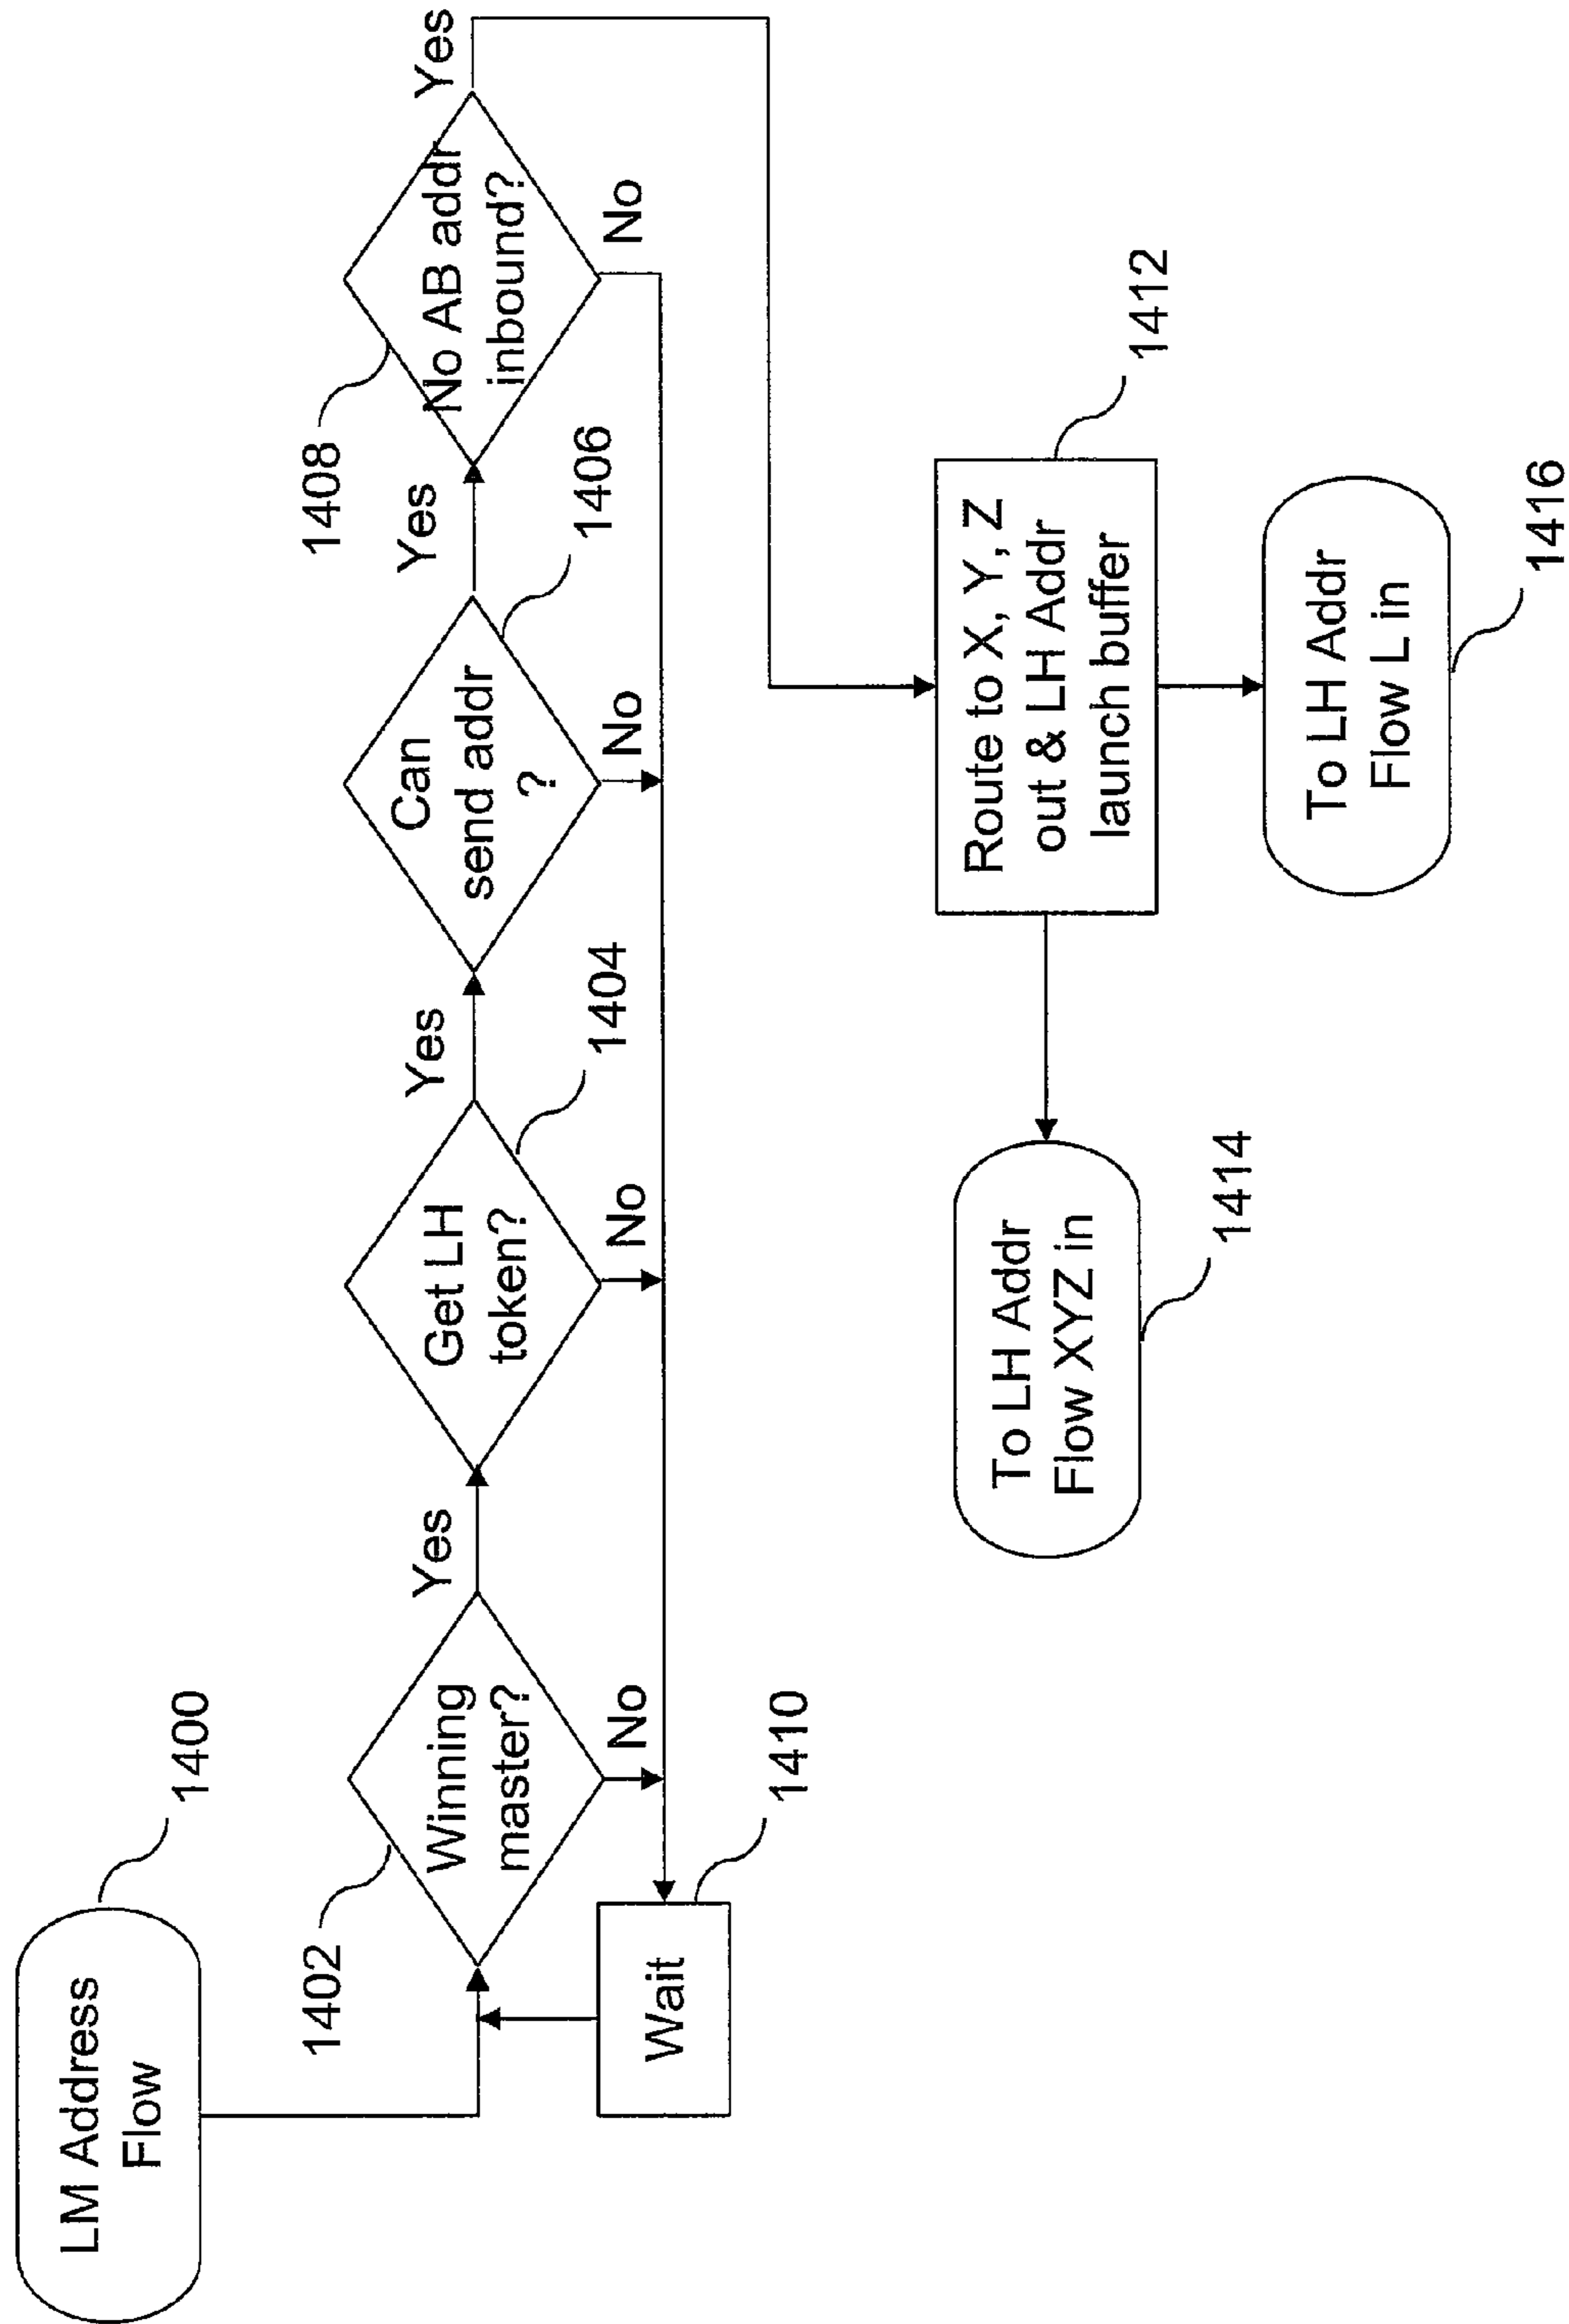 LM Address
Flow
1400
1402
Winning
master?
Yes
No
Get LH
token?
1404
Yes
No
Can
send addr
?
1406
Yes
No
1408
No AB addr
inbound?
Yes
No
Wait
1410
Route to X, Y, Z
out & LH Addr
launch buffer
1412
To LH Addr
Flow XYZ in
1414
To LH Addr
Flow L in
1416